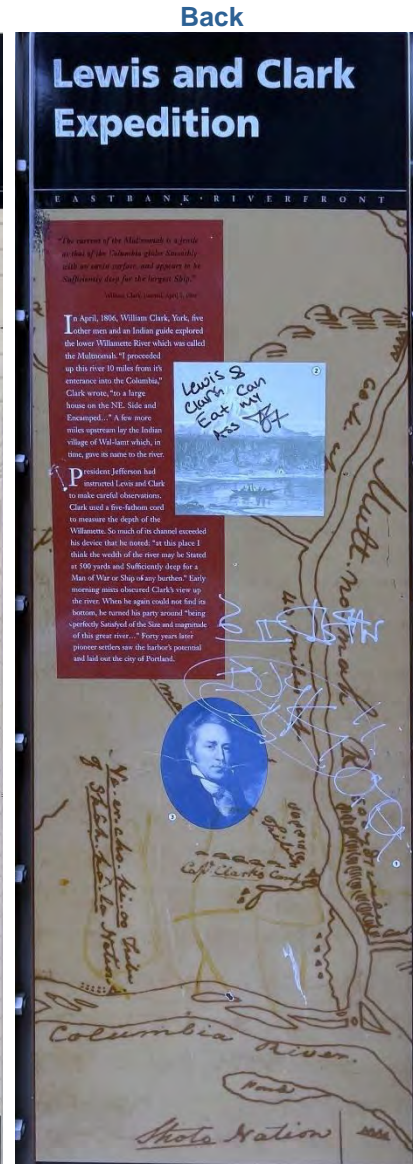 Back
Lewis and Clark
Expedition
EASTBANK • RIVERFRONT
"The current of the Multnomah is as jentle
as that of the Columbia glides Smoothly
with an even surface, and appears to be
Sufficiently deep for the largest Ship."
William Clark, journal, April 3, 1806
In April, 1806, William Clark, York, five
other men and an Indian guide explored
the lower Willamette River which was called
the Multnomah. "I proceeded
up this river 10 miles from it's
enterance into the Columbia,"
Clark wrote, "to a large
house on the NE. Side and
Encamped..." A few more
miles upstream lay the Indian
village of Wal-lamt which, in
time, gave its name to the river.
President Jefferson had
instructed Lewis and Clark
to make careful observations.
Clark used a five-fathom cord
to measure the depth of the
Willamette. So much of its channel exceeded
his device that he noted: "at this place I
think the wedth of the river may be Stated
at 500 yards and Sufficiently deep for a
Man of War or Ship of any burthen." Early
morning mists obscured Clark's view up
the river. When he again could not find its
bottom, he turned his party around "being
perfectly Satisfyed of the Size and magnitude
of this great river..." Forty years later
pioneer settlers saw the harbor's potential
and laid out the city of Portland.
2
Lewis &
Clark can
Eat my
Ass
3
1
Capt. Clark's Camp
Columbia River.
Shoto Nation